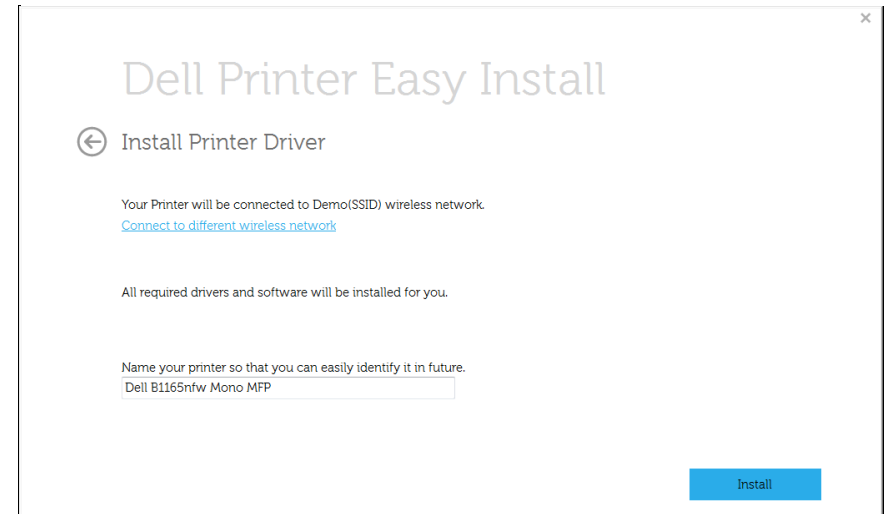 Dell Printer Easy Install
Install Printer Driver
Your Printer will be connected to Demo(SSID) wireless network.
Connect to different wireless network
All required drivers and software will be installed for you.
Name your printer so that you can easily identify it in future.
Dell B1165nfw Mono MFP
Install